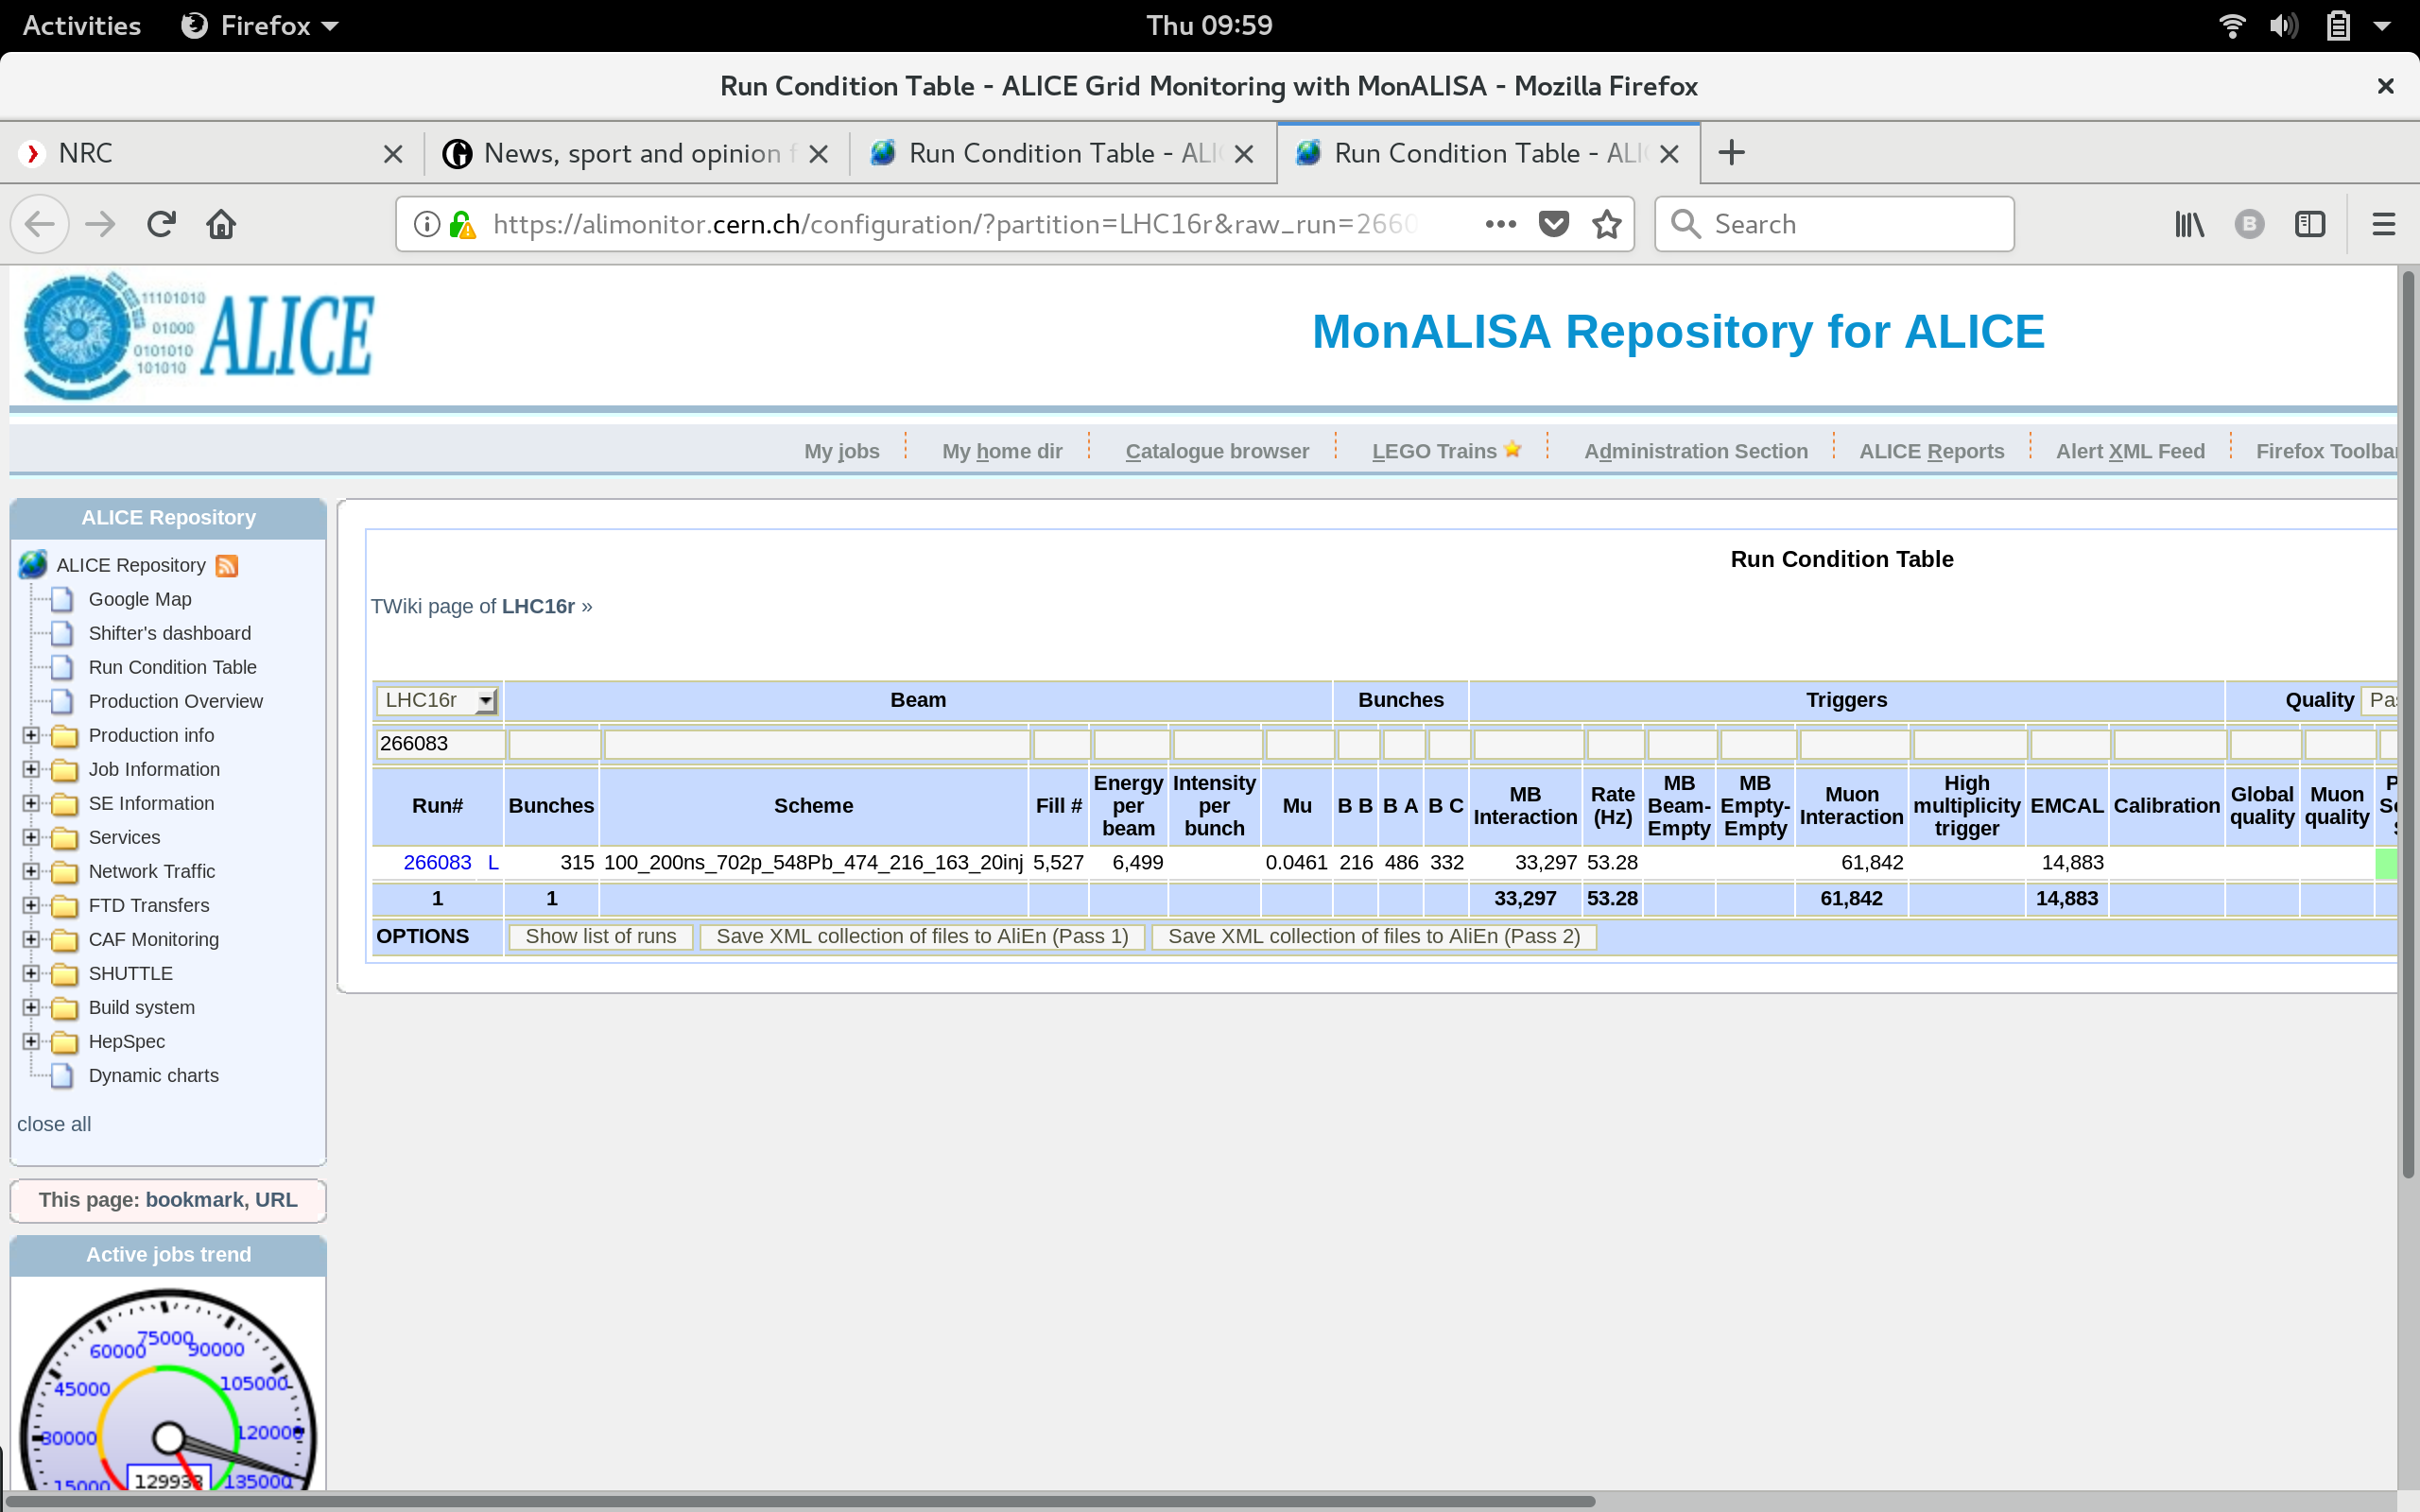 Activities Firefox Thu 09:59
Run Condition Table - ALICE Grid Monitoring with MonALISA - Mozilla Firefox
NRC News, sport and opinion Run Condition Table - ALI Run Condition Table - ALI
https://alimonitor.cern.ch/configuration/?partition=LHC16r&raw_run=2660 Search
11101010
01000
0101010
101010
ALICE
MonALISA Repository for ALICE
My jobs My home dir Catalogue browser LEGO Trains Administration Section ALICE Reports Alert XML Feed Firefox Toolba
ALICE Repository
ALICE Repository
Google Map
Shifter's dashboard
Run Condition Table
Production Overview
Production info
Job Information
SE Information
Services
Network Traffic
FTD Transfers
CAF Monitoring
SHUTTLE
Build system
HepSpec
Dynamic charts
close all
This page: bookmark, URL
Active jobs trend
15000 30000 45000 60000 75000 90000 105000 120000 135000
Run Condition Table
TWiki page of LHC16r »
LHC16r Beam Bunches Triggers Quality Pa
266083
Run# Bunches Scheme Fill # Energy per beam Intensity per bunch Mu B B B A B C MB Interaction Rate (Hz) MB Beam-Empty MB Empty-Empty Muon Interaction High multiplicity trigger EMCAL Calibration Global quality Muon quality
266083 L 315 100_200ns_702p_548Pb_474_216_163_20inj 5,527 6,499 0.0461 216 486 332 33,297 53.28 61,842 14,883
1 1 33,297 53.28 61,842 14,883
OPTIONS Show list of runs Save XML collection of files to AliEn (Pass 1) Save XML collection of files to AliEn (Pass 2)